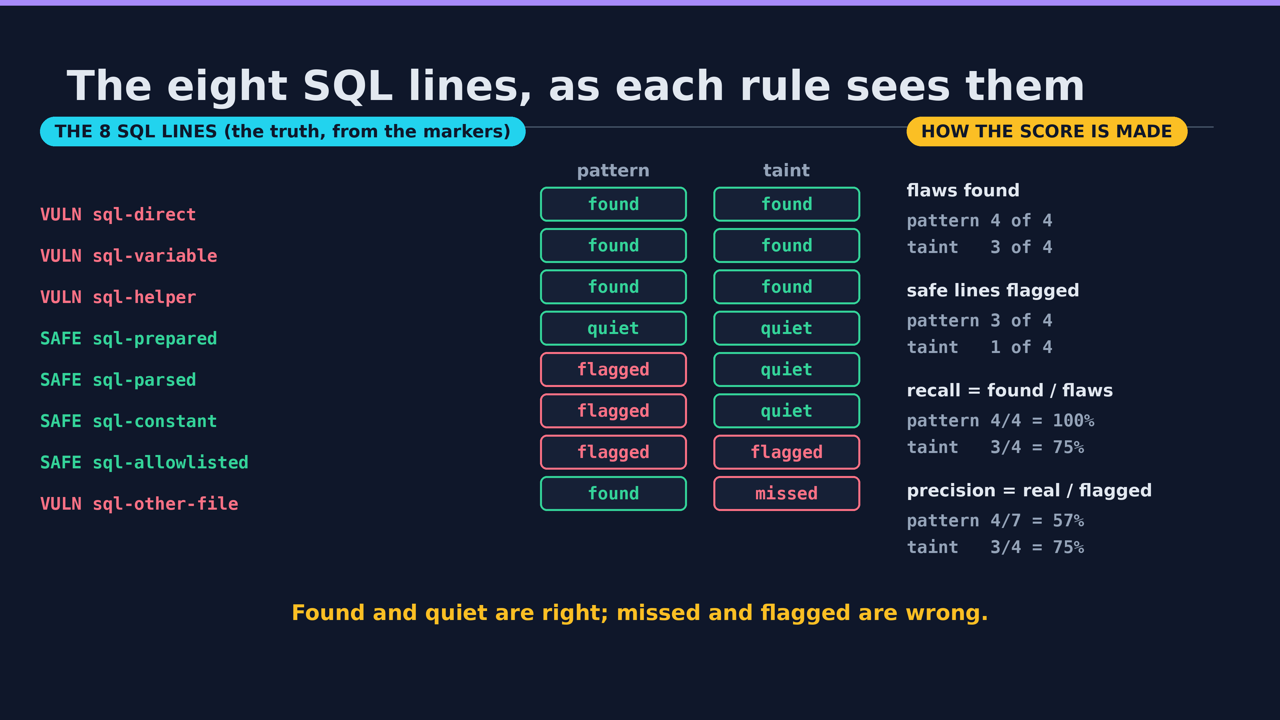 The eight SQL lines, as each rule sees them
THE 8 SQL LINES (the truth, from the markers)
pattern taint
VULN sql-direct found found
VULN sql-variable found found
VULN sql-helper found found
SAFE sql-prepared quiet quiet
SAFE sql-parsed flagged quiet
SAFE sql-constant flagged quiet
SAFE sql-allowlisted flagged flagged
VULN sql-other-file found missed
HOW THE SCORE IS MADE
flaws found
pattern 4 of 4
taint 3 of 4
safe lines flagged
pattern 3 of 4
taint 1 of 4
recall = found / flaws
pattern 4/4 = 100%
taint 3/4 = 75%
precision = real / flagged
pattern 4/7 = 57%
taint 3/4 = 75%
Found and quiet are right; missed and flagged are wrong.